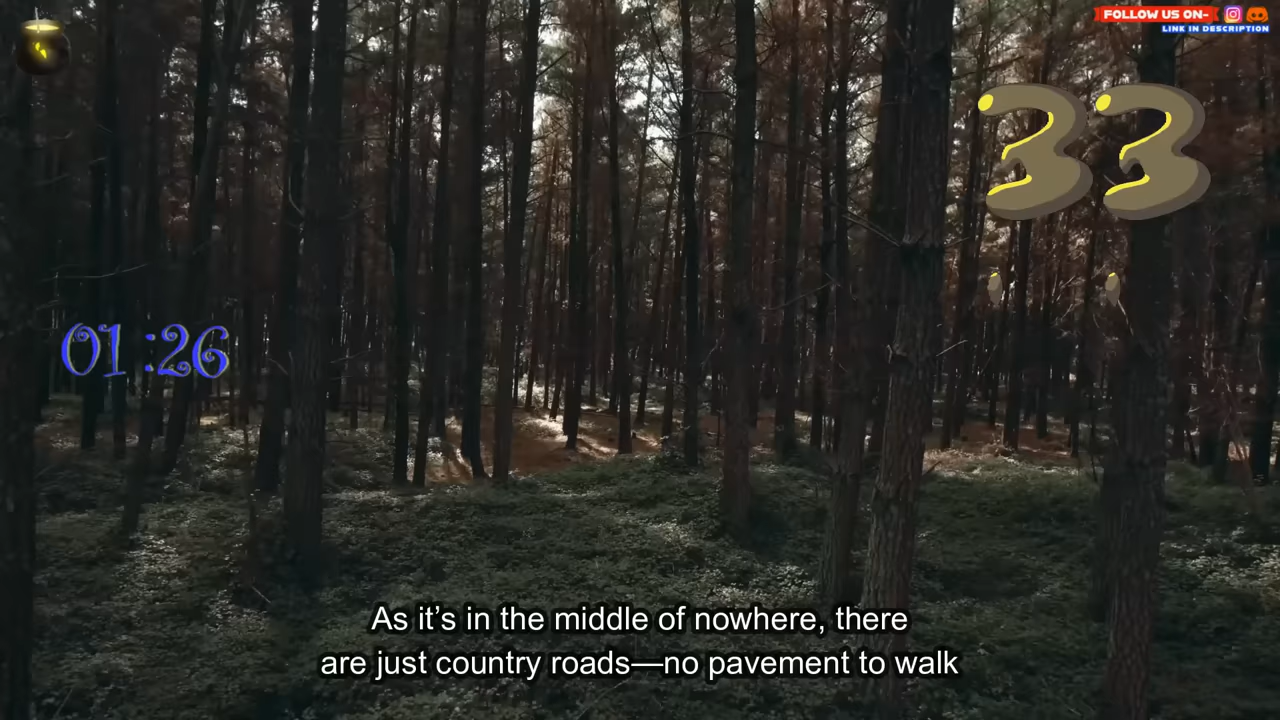 FOLLOW US ON-
LINK IN DESCRIPTION
33
01:26
As it’s in the middle of nowhere, there
are just country roads—no pavement to walk